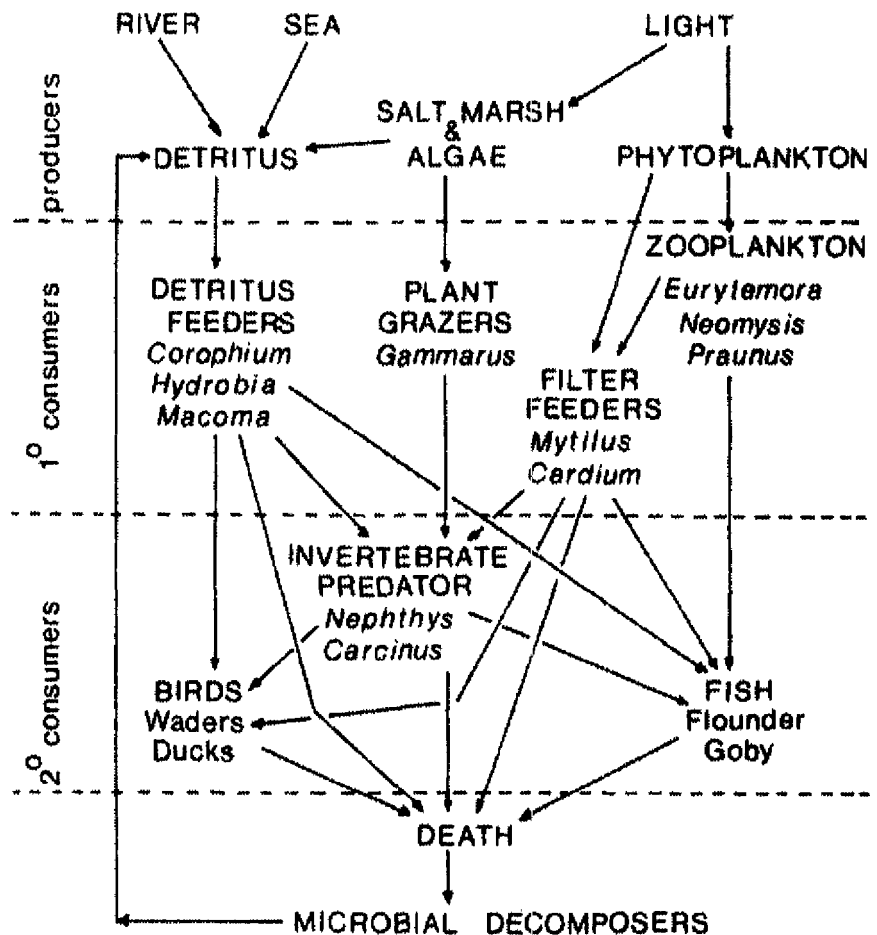 RIVER
SEA
LIGHT
producers
SALT MARSH
&
ALGAE
DETRITUS
PHYTOPLANKTON
1° consumers
ZOOPLANKTON
Eurytemora
Neomysis
Praunus
DETRITUS
FEEDERS
Corophium
Hydrobia
Macoma
PLANT
GRAZERS
Gammarus
FILTER
FEEDERS
Mytilus
Cardium
2° consumers
INVERTEBRATE
PREDATOR
Nephthys
Carcinus
BIRDS
Waders
Ducks
FISH
Flounder
Goby
DEATH
MICROBIAL DECOMPOSERS